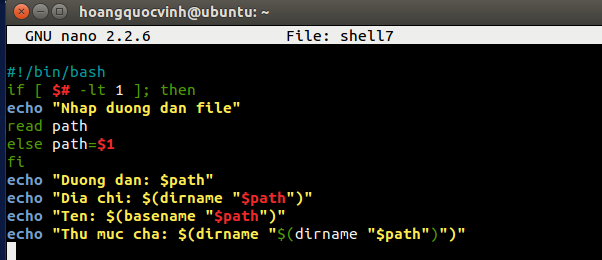 hoangquocvinh@ubuntu: ~
GNU nano 2.2.6 File: shell7
#!/bin/bash
if [ $# -lt 1 ]; then
echo "Nhap duong dan file"
read path
else path=$1
fi
echo "Duong dan: $path"
echo "Dia chi: $(dirname "$path")"
echo "Ten: $(basename "$path")"
echo "Thu muc cha: $(dirname "$(dirname "$path")")"